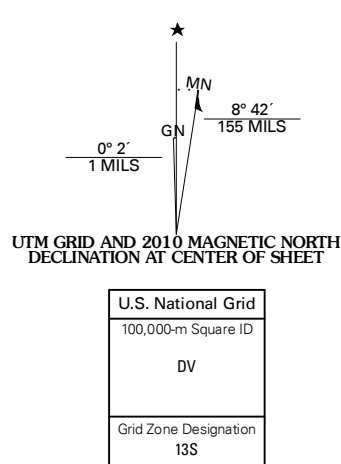 ★
MN
8° 42´
155 MILS
GN
0° 2´
1 MILS
UTM GRID AND 2010 MAGNETIC NORTH
DECLINATION AT CENTER OF SHEET
U.S. National Grid
100,000-m Square ID
DV
Grid Zone Designation
13S